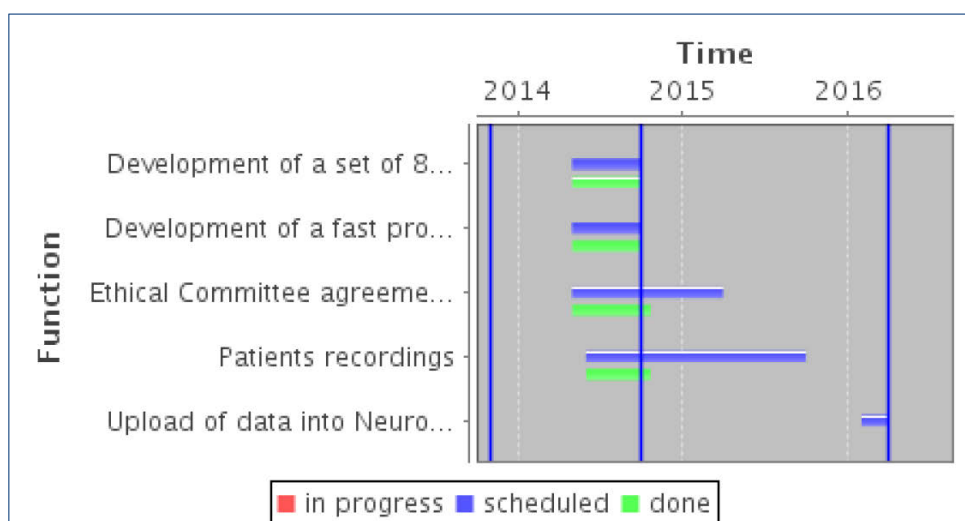 Time
2014 2015 2016
Function
Development of a set of 8...
Development of a fast pro...
Ethical Committee agreeme...
Patients recordings
Upload of data into Neuro...
in progress scheduled done